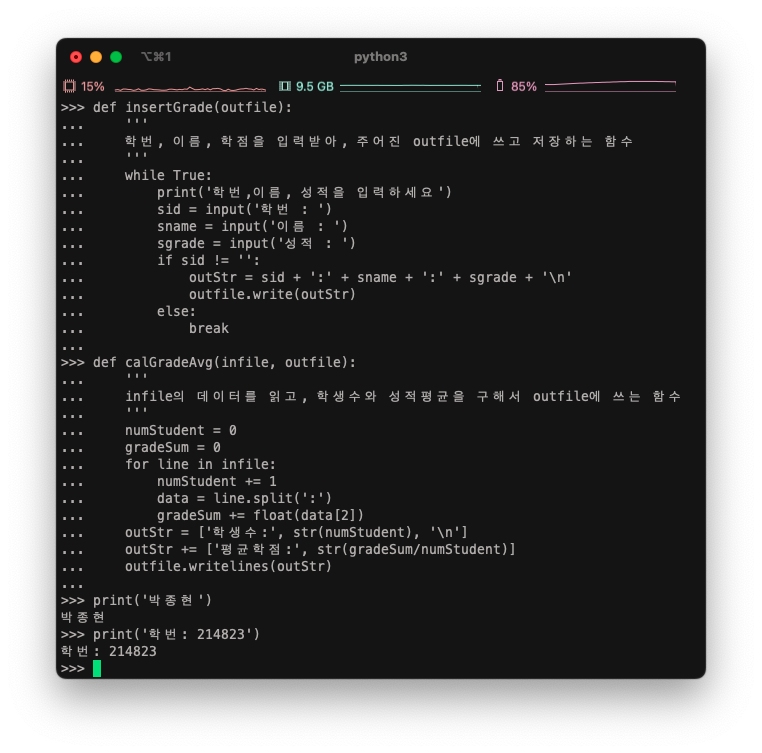 ⌥⌘1 python3
15% 9.5 GB 85%
>>> def insertGrade(outfile):
...     '''
...     학번, 이름, 학점을 입력받아, 주어진 outfile에 쓰고 저장하는 함수
...     '''
...     while True:
...         print('학번,이름, 성적을 입력하세요')
...         sid = input('학번 : ')
...         sname = input('이름 : ')
...         sgrade = input('성적 : ')
...         if sid != '':
...             outStr = sid + ':' + sname + ':' + sgrade + '\n'
...             outfile.write(outStr)
...         else:
...             break
...
>>> def calGradeAvg(infile, outfile):
...     '''
...     infile의 데이터를 읽고, 학생수와 성적평균을 구해서 outfile에 쓰는 함수
...     '''
...     numStudent = 0
...     gradeSum = 0
...     for line in infile:
...         numStudent += 1
...         data = line.split(':')
...         gradeSum += float(data[2])
...     outStr = ['학생수:', str(numStudent), '\n']
...     outStr += ['평균학점:', str(gradeSum/numStudent)]
...     outfile.writelines(outStr)
...
>>> print('박종현')
박종현
>>> print('학번: 214823')
학번: 214823
>>>